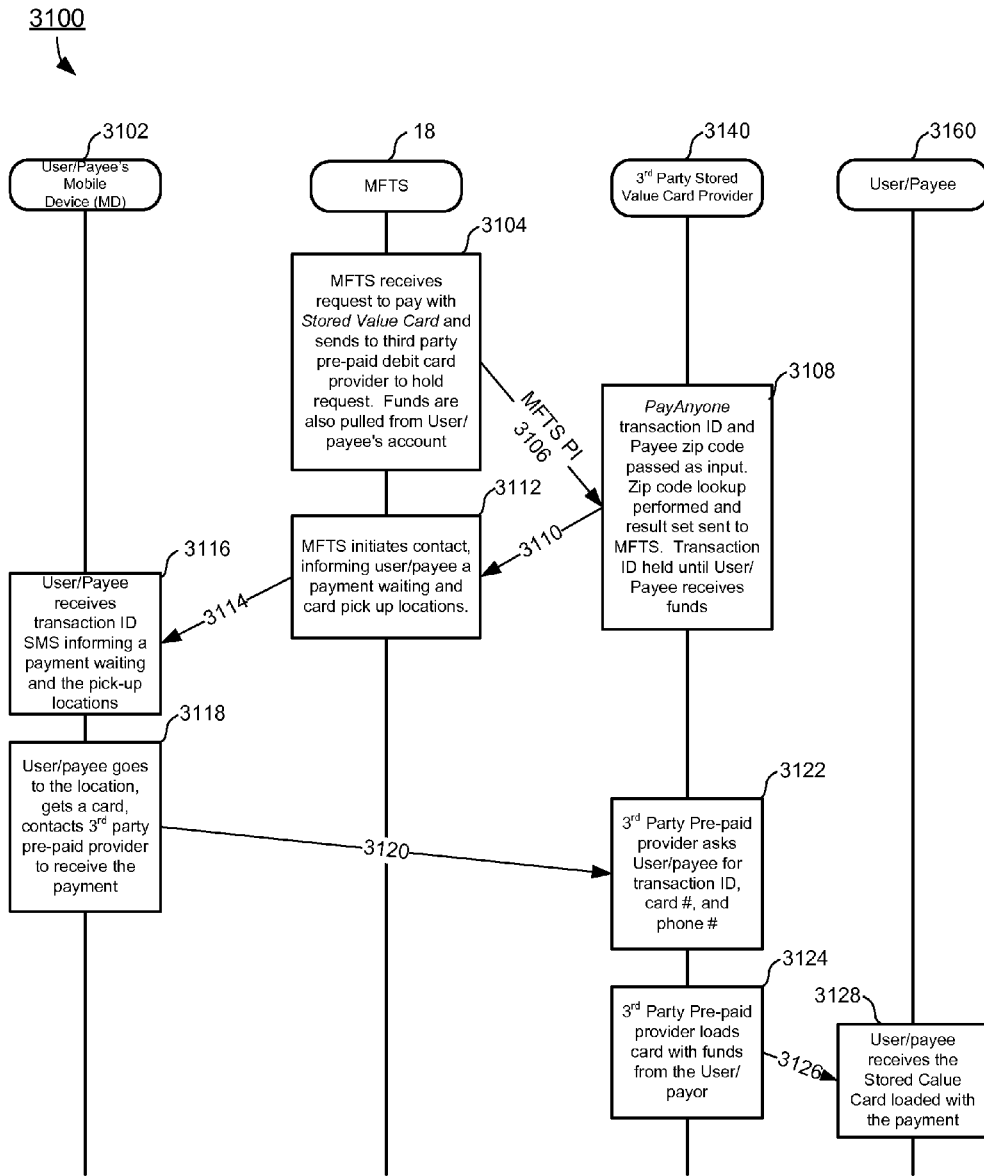 3100
3102
18
3140
3160
User/Payee's
Mobile
Device (MD)
MFTS
3rd Party Stored
Value Card Provider
User/Payee
3104
MFTS receives
request to pay with
Stored Value Card and
sends to third party
pre-paid debit card
provider to hold
request. Funds are
also pulled from User/
payee's account
MFTS PI
3106
3108
PayAnyone
transaction ID and
Payee zip code
passed as input.
Zip code lookup
performed and
result set sent to
MFTS. Transaction
ID held until User/
Payee receives
funds
3110
3112
MFTS initiates contact,
informing user/payee a
payment waiting and
card pick up locations.
3114
3116
User/Payee
receives
transaction ID
SMS informing a
payment waiting
and the pick-up
locations
3118
User/payee goes
to the location,
gets a card,
contacts 3rd party
pre-paid provider
to receive the
payment
3120
3122
3rd Party Pre-paid
provider asks
User/payee for
transaction ID,
card #, and
phone #
3124
3rd Party Pre-paid
provider loads
card with funds
from the User/
payor
3126
3128
User/payee
receives the
Stored Calue
Card loaded with
the payment